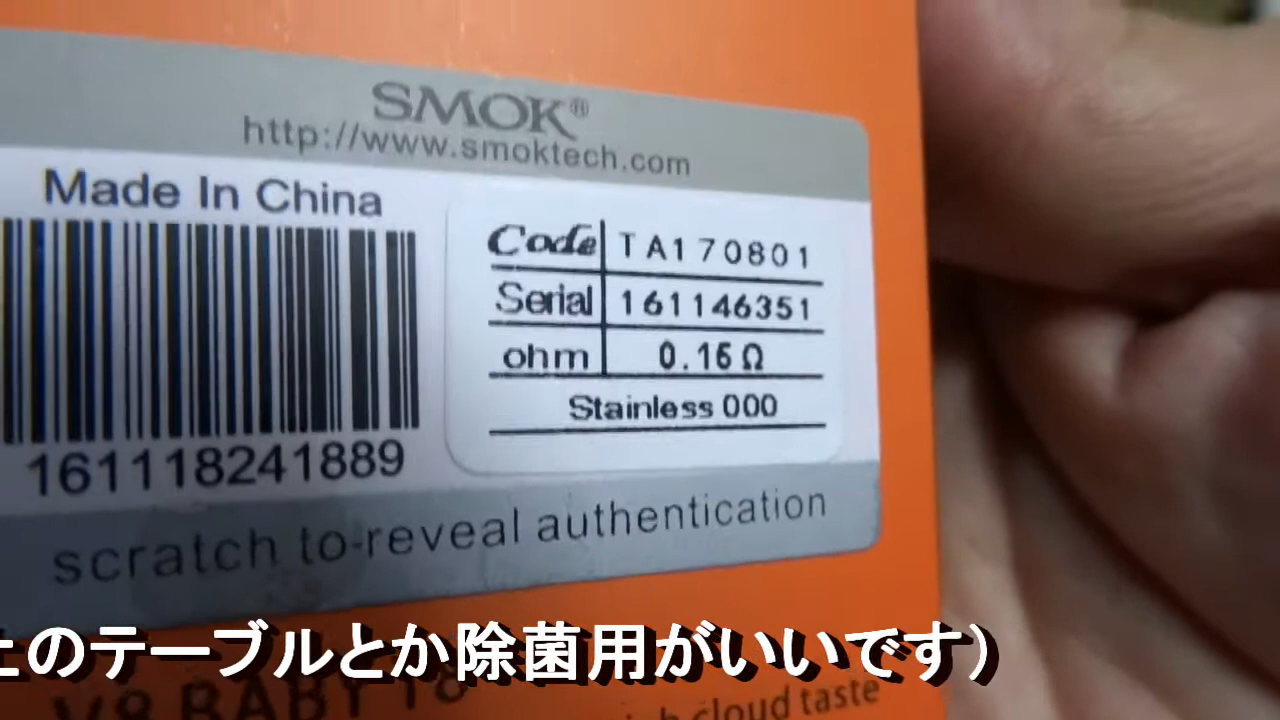 SMOK®
http://www.smoktech.com
Made In China
161118241889
Code TA170801
Serial 161146351
ohm 0.15Ω
Stainless 000
scratch to reveal authentication
のテーブルとか除菌用がいいです)
V8 BABY T8
cloud taste